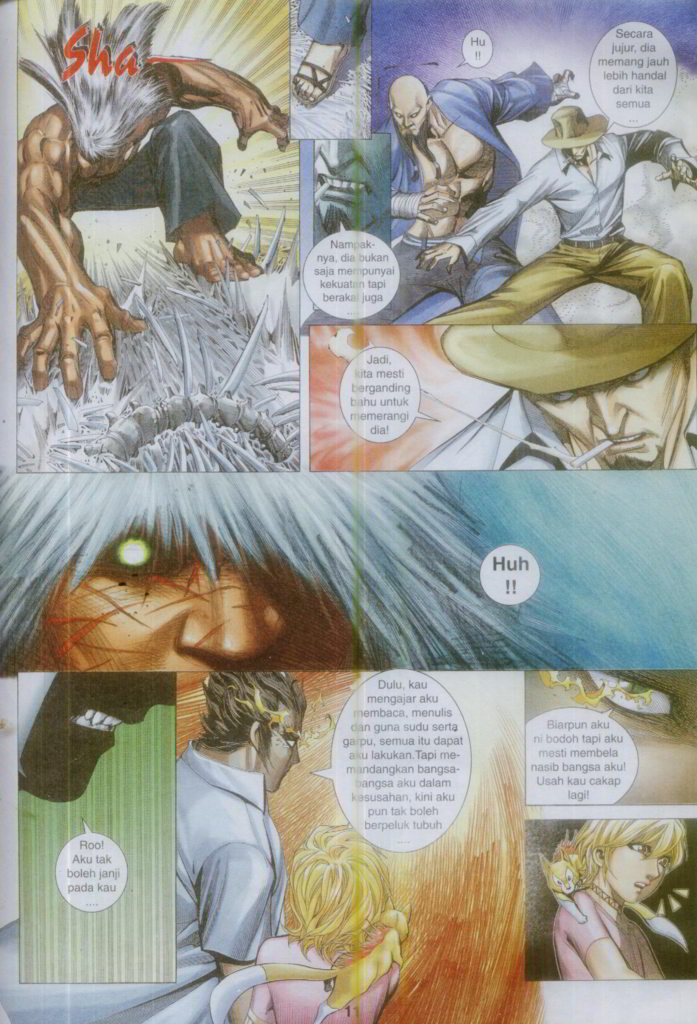 Sha
Hu
!!
Secara
jujur, dia
memang jauh
lebih handal
dari kita
semua
...
Nampak-
nya, dia bukan
saja mempunyai
kekuatan tapi
berakal juga
...
Jadi,
kita mesti
berganding
bahu untuk
memerangi
dia!
Huh
!!
Roo!
Aku tak
boleh janji
pada kau
....
Dulu, kau
mengajar aku
membaca, menulis
dan guna sudu serta
garpu, semua itu dapat
aku lakukan.Tapi me-
mandangkan bangsa-
bangsa aku dalam
kesusahan, kini aku
pun tak boleh
berpeluk tubuh
...
Biarpun aku
ni bodoh tapi aku
mesti membela
nasib bangsa aku!
Usah kau cakap
lagi!
11